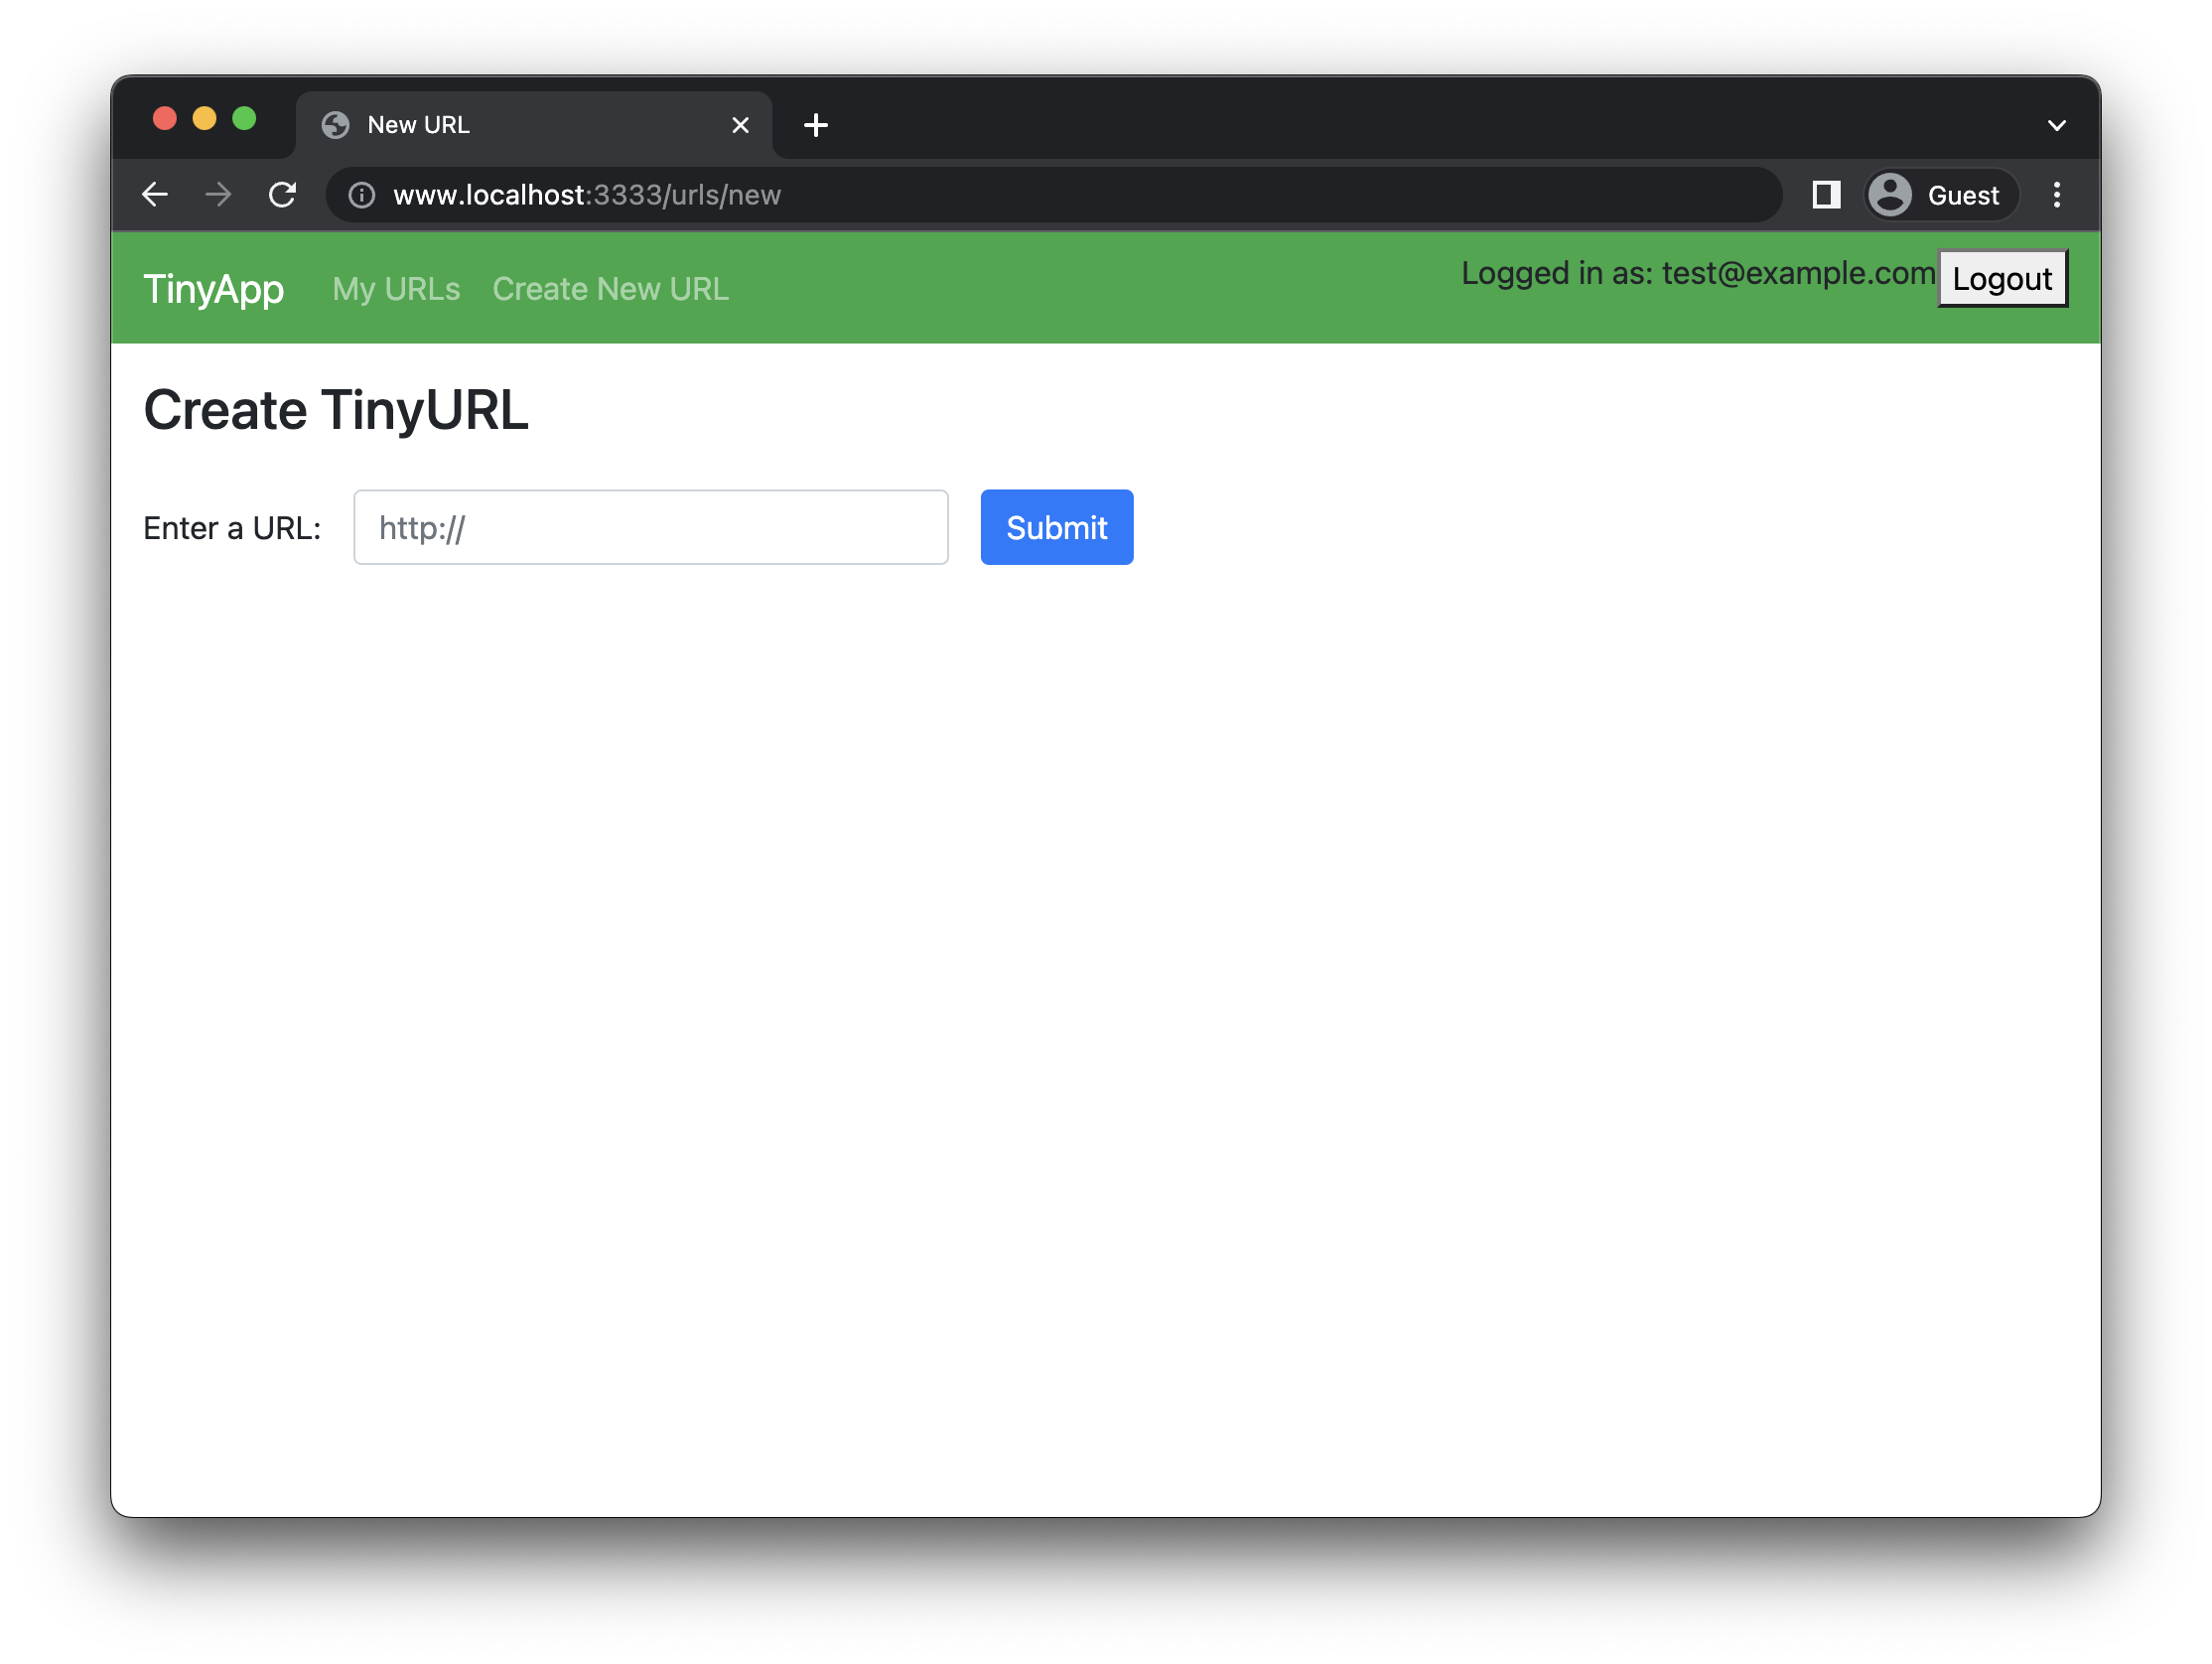 New URL
www.localhost:3333/urls/new
Guest
TinyApp My URLs Create New URL Logged in as: test@example.com Logout
Create TinyURL
Enter a URL: http:// Submit